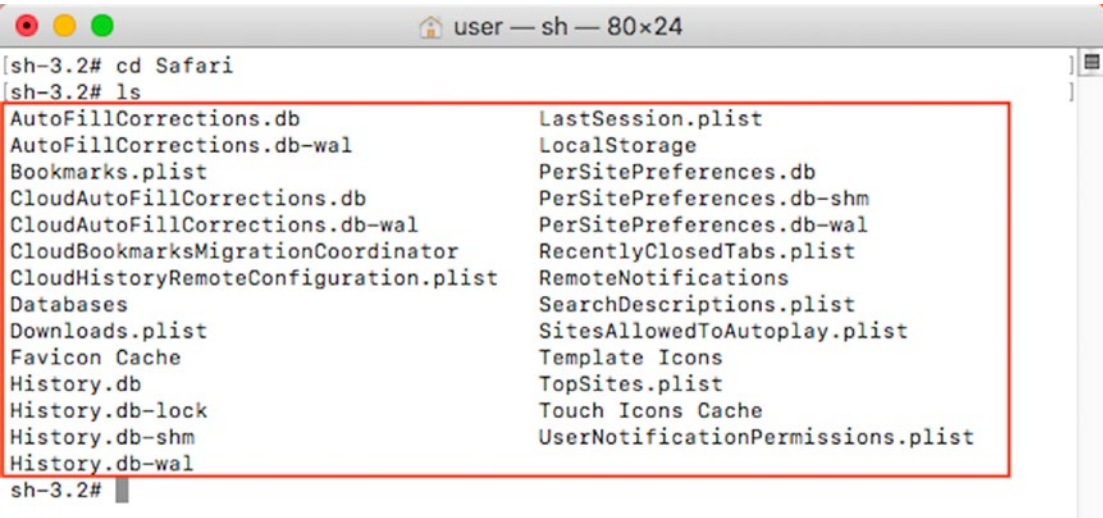 user — sh — 80×24
[sh-3.2# cd Safari ]
[sh-3.2# ls ]
AutoFillCorrections.db LastSession.plist
AutoFillCorrections.db-wal LocalStorage
Bookmarks.plist PerSitePreferences.db
CloudAutoFillCorrections.db PerSitePreferences.db-shm
CloudAutoFillCorrections.db-wal PerSitePreferences.db-wal
CloudBookmarksMigrationCoordinator RecentlyClosedTabs.plist
CloudHistoryRemoteConfiguration.plist RemoteNotifications
Databases SearchDescriptions.plist
Downloads.plist SitesAllowedToAutoplay.plist
Favicon Cache Template Icons
History.db TopSites.plist
History.db-lock Touch Icons Cache
History.db-shm UserNotificationPermissions.plist
History.db-wal
sh-3.2#